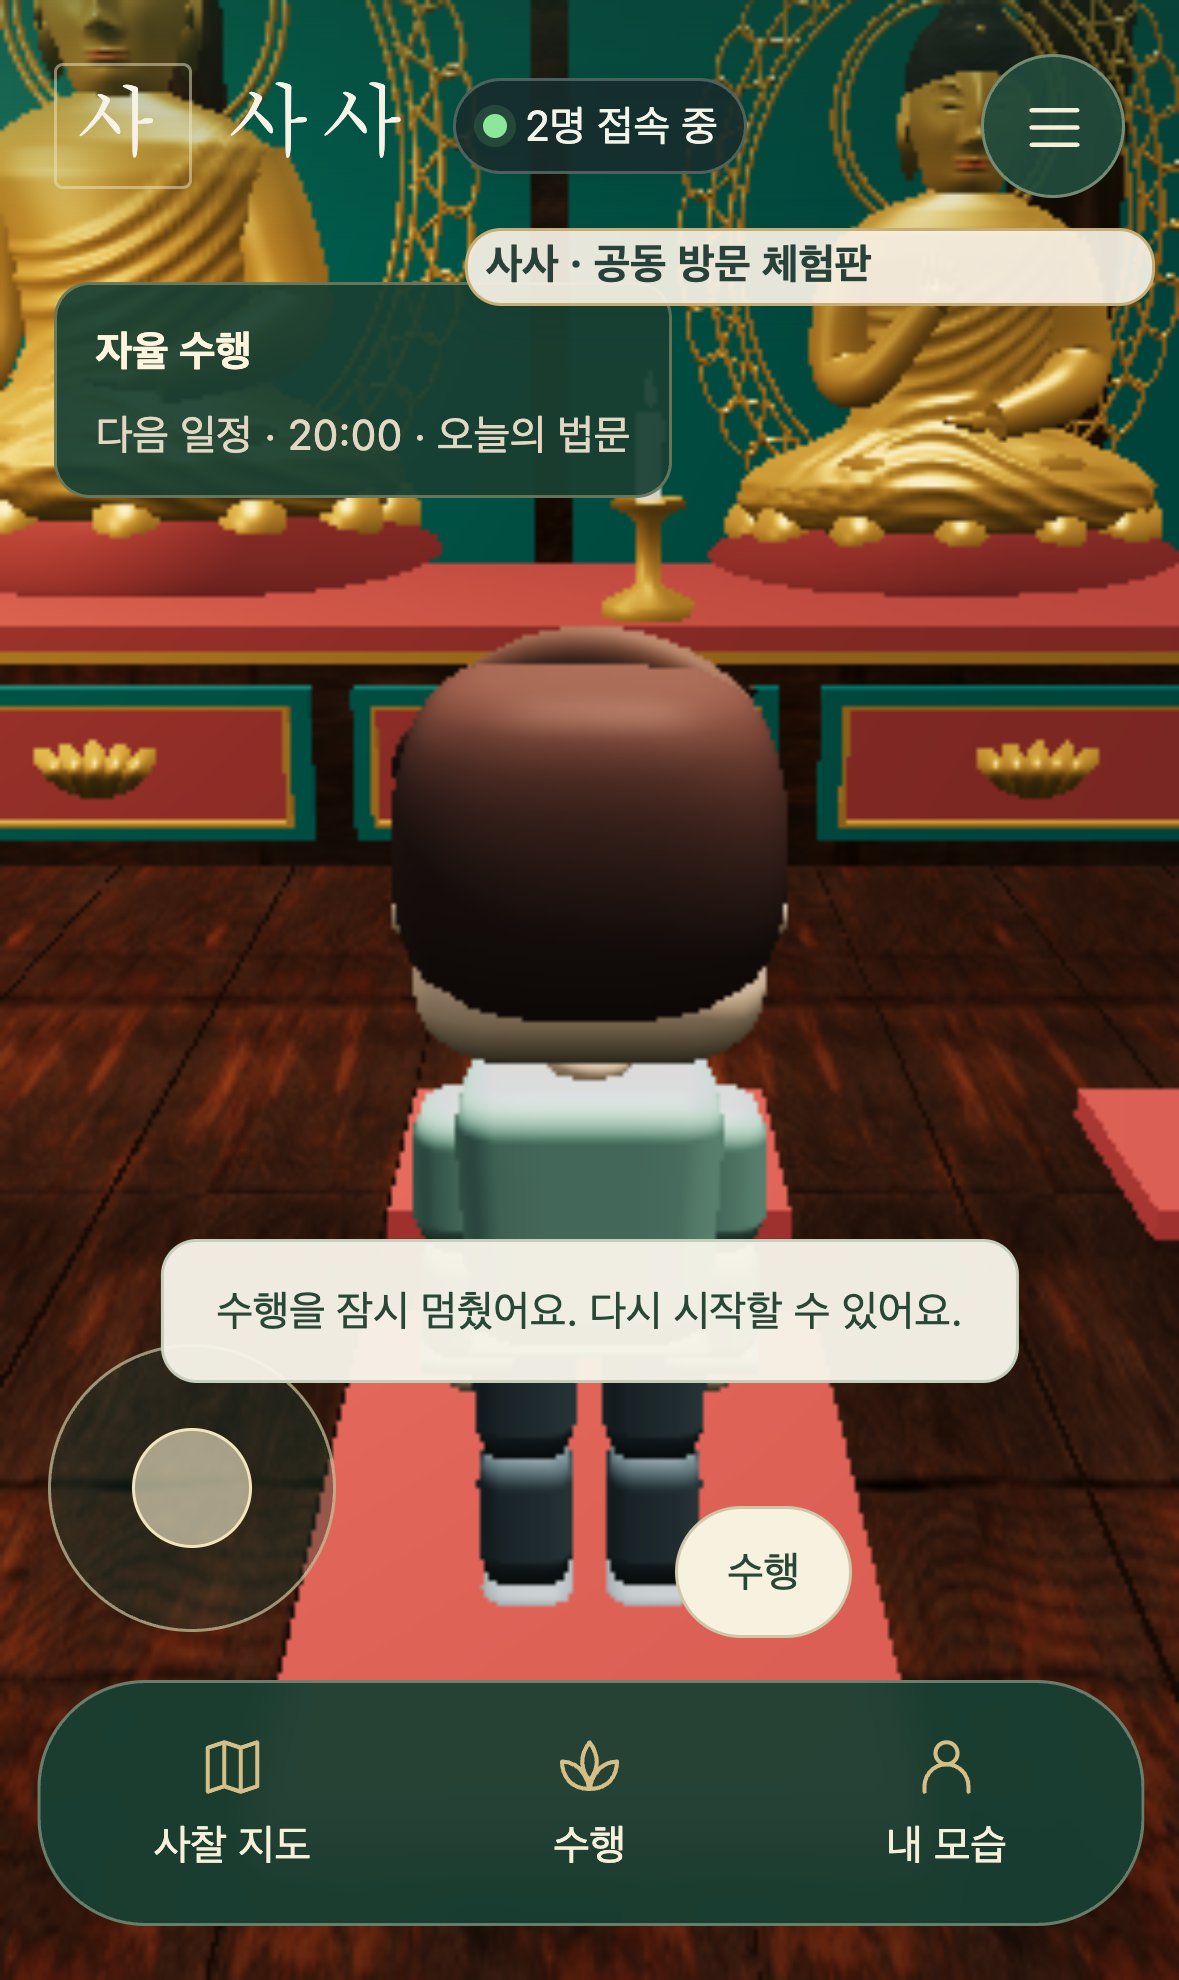 사 사사
2명 접속 중
사사 · 공동 방문 체험판
자율 수행
다음 일정 · 20:00 · 오늘의 법문
수행을 잠시 멈췄어요. 다시 시작할 수 있어요.
수행
사찰 지도
수행
내 모습